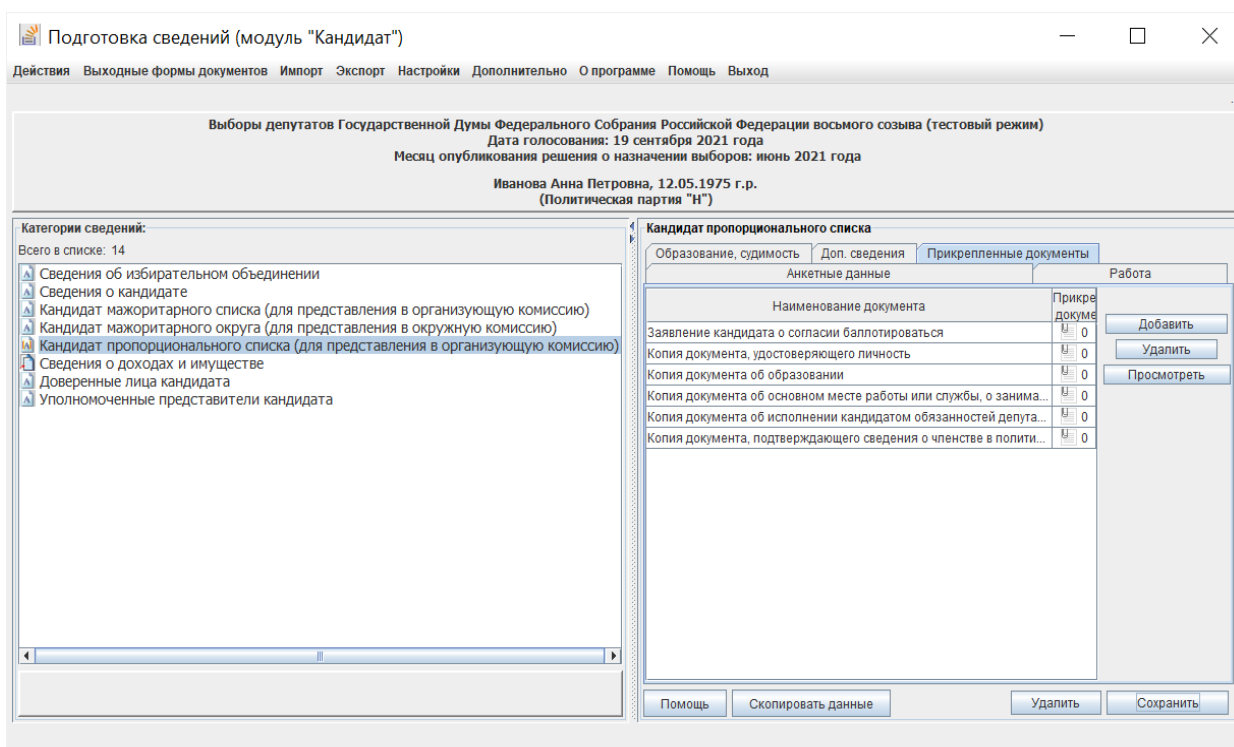 Подготовка сведений (модуль "Кандидат")
Действия Выходные формы документов Импорт Экспорт Настройки Дополнительно О программе Помощь Выход
Выборы депутатов Государственной Думы Федерального Собрания Российской Федерации восьмого созыва (тестовый режим)
Дата голосования: 19 сентября 2021 года
Месяц опубликования решения о назначении выборов: июнь 2021 года
Иванова Анна Петровна, 12.05.1975 г.р.
(Политическая партия "Н")
Категории сведений:
Всего в списке: 14
Сведения об избирательном объединении
Сведения о кандидате
Кандидат мажоритарного списка (для представления в организующую комиссию)
Кандидат мажоритарного округа (для представления в окружную комиссию)
Кандидат пропорционального списка (для представления в организующую комиссию)
Сведения о доходах и имуществе
Доверенные лица кандидата
Уполномоченные представители кандидата
Кандидат пропорционального списка
Образование, судимость Доп. сведения Прикрепленные документы
Анкетные данные Работа
Наименование документа Прикре
докуме
Заявление кандидата о согласии баллотироваться 0
Копия документа, удостоверяющего личность 0
Копия документа об образовании 0
Копия документа об основном месте работы или службы, о занима... 0
Копия документа об исполнении кандидатом обязанностей депута... 0
Копия документа, подтверждающего сведения о членстве в полити... 0
Добавить
Удалить
Просмотреть
Помощь Скопировать данные Удалить Сохранить